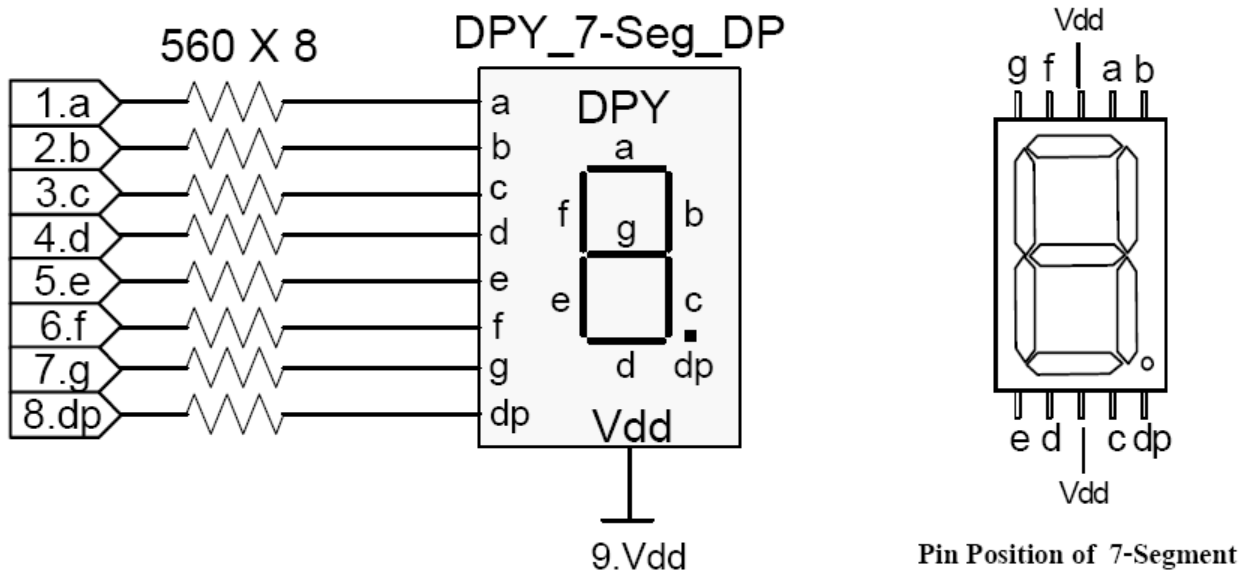 560 X 8
DPY_7-Seg_DP
1.a
2.b
3.c
4.d
5.e
6.f
7.g
8.dp
a
b
c
d
e
f
g
dp
DPY
a
f
b
g
e
c
d
dp
Vdd
9.Vdd
Vdd
g f a b
e d c dp
Vdd
Pin Position of 7-Segment